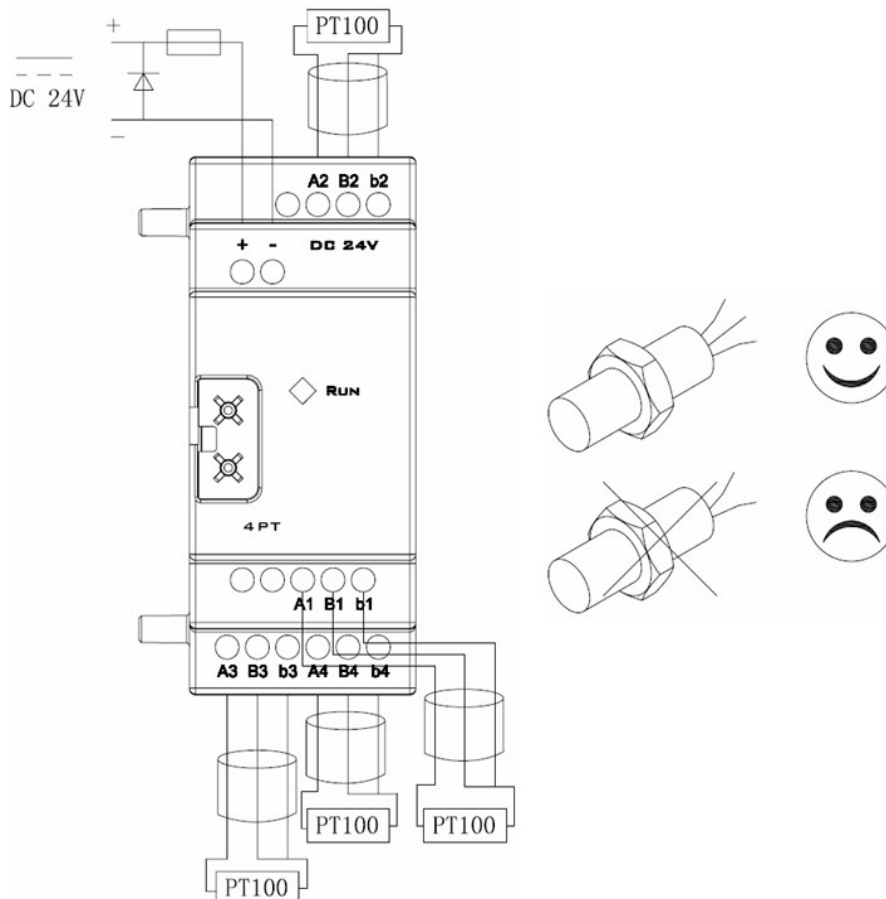 PT100
+
DC 24V
−
A2 B2 b2
+ - DC 24V
RUN
4PT
A1 B1 b1
A3 B3 b3 A4 B4 b4
PT100 PT100
PT100